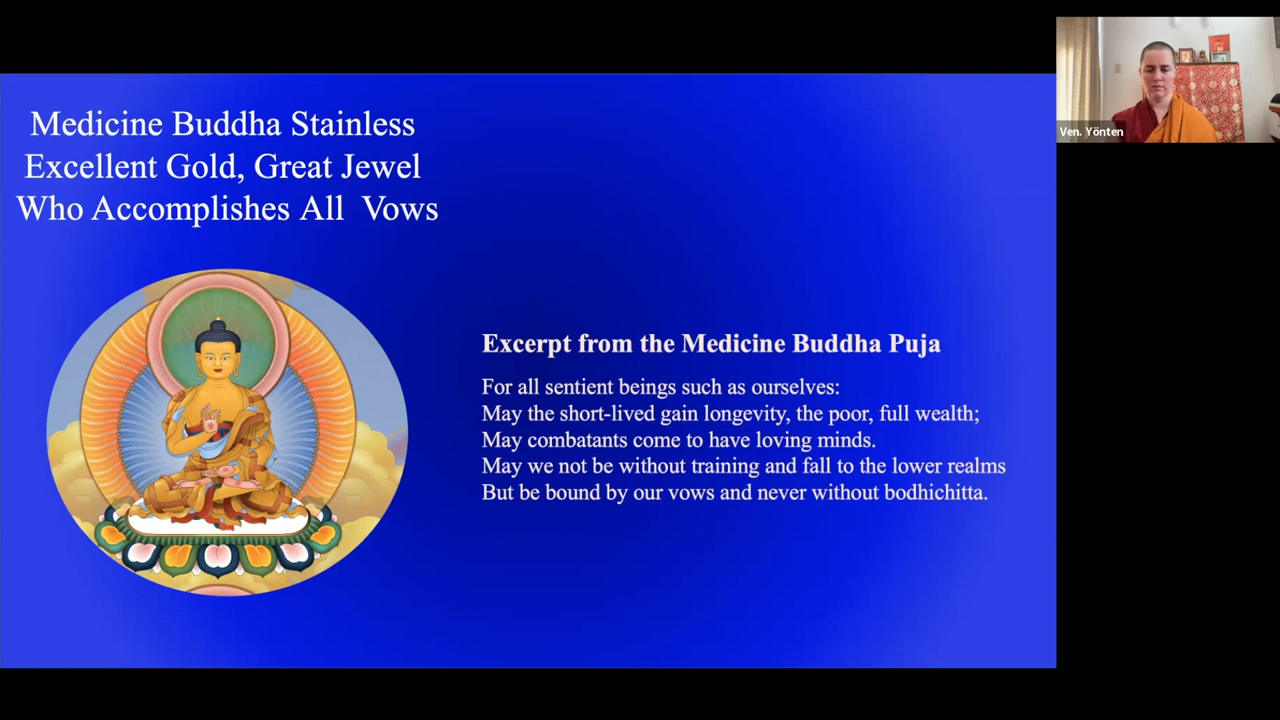 Medicine Buddha Stainless
Excellent Gold, Great Jewel
Who Accomplishes All Vows
Excerpt from the Medicine Buddha Puja
For all sentient beings such as ourselves:
May the short-lived gain longevity, the poor, full wealth;
May combatants come to have loving minds.
May we not be without training and fall to the lower realms
But be bound by our vows and never without bodhichitta.
Ven. Yönten